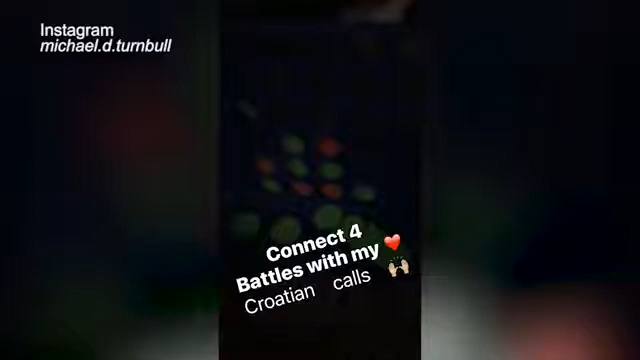 Instagram
michael.d.turnbull
Connect 4
Battles with my ❤️
Croatian calls 🙌🏼